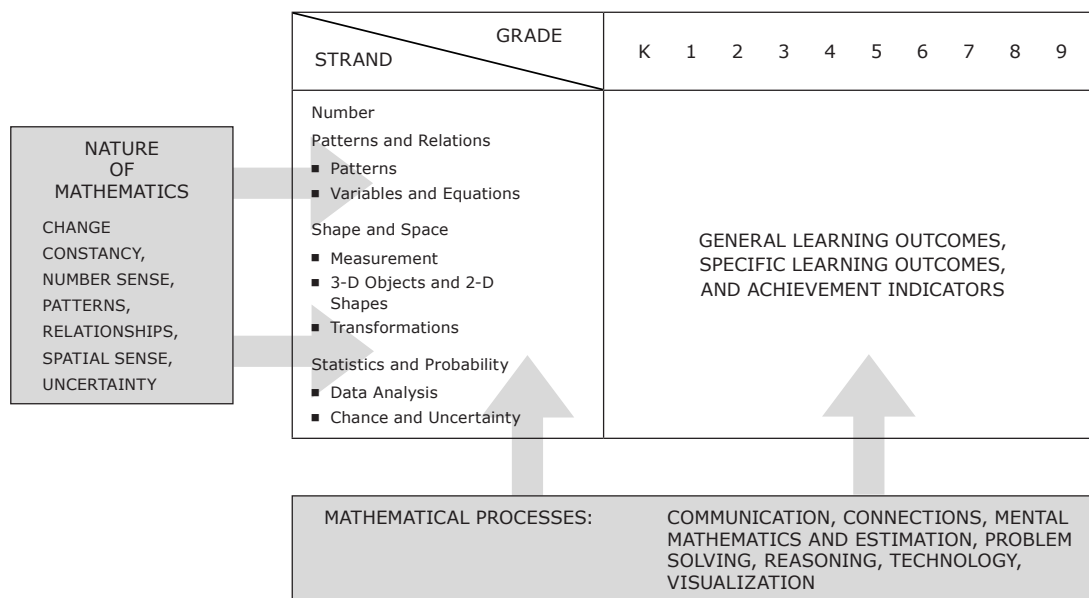 GRADE
STRAND
K 1 2 3 4 5 6 7 8 9
NATURE
OF
MATHEMATICS
CHANGE
CONSTANCY,
NUMBER SENSE,
PATTERNS,
RELATIONSHIPS,
SPATIAL SENSE,
UNCERTAINTY
Number
Patterns and Relations
■ Patterns
■ Variables and Equations
Shape and Space
■ Measurement
■ 3-D Objects and 2-D
Shapes
■ Transformations
Statistics and Probability
■ Data Analysis
■ Chance and Uncertainty
GENERAL LEARNING OUTCOMES,
SPECIFIC LEARNING OUTCOMES,
AND ACHIEVEMENT INDICATORS
MATHEMATICAL PROCESSES:
COMMUNICATION, CONNECTIONS, MENTAL
MATHEMATICS AND ESTIMATION, PROBLEM
SOLVING, REASONING, TECHNOLOGY,
VISUALIZATION